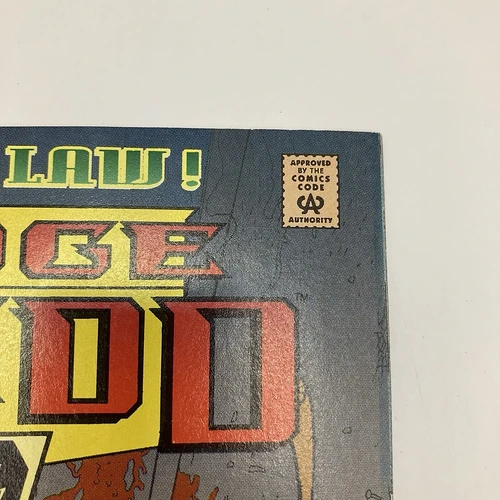 LAW!
DGE
DD
™
APPROVED
BY THE
COMICS
CODE
CA
AUTHORITY